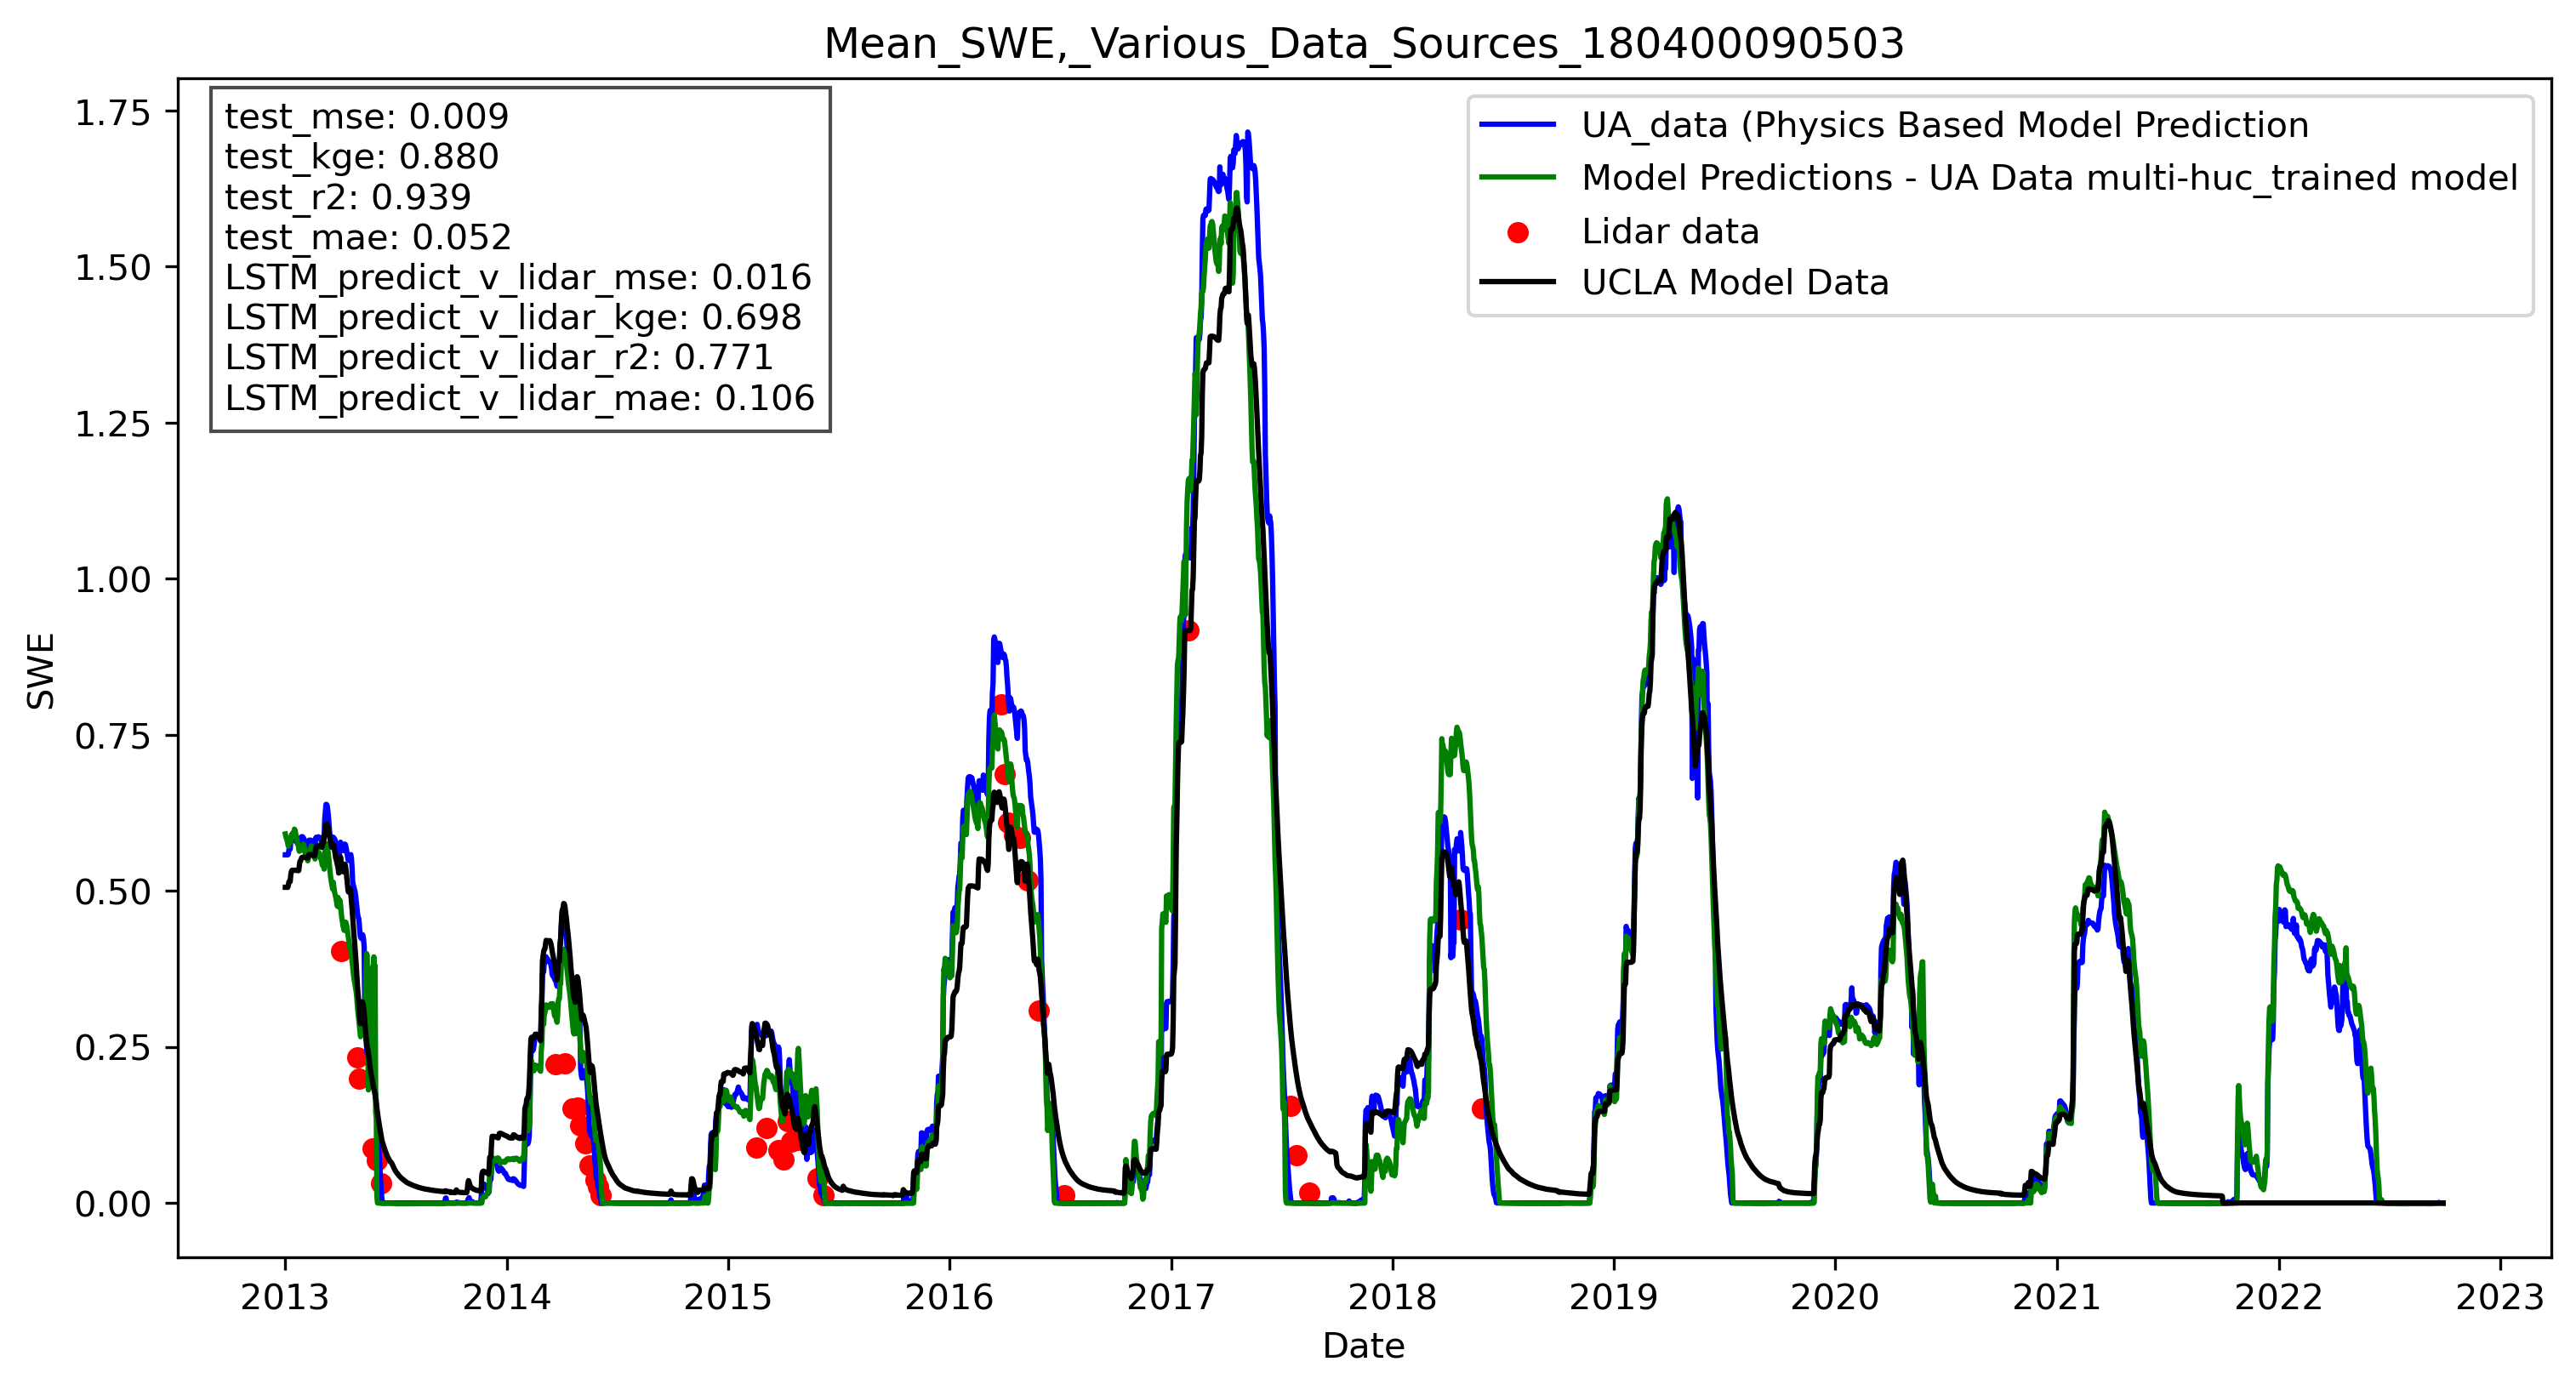 Mean_SWE,_Various_Data_Sources_180400090503
test_mse: 0.009
test_kge: 0.880
test_r2: 0.939
test_mae: 0.052
LSTM_predict_v_lidar_mse: 0.016
LSTM_predict_v_lidar_kge: 0.698
LSTM_predict_v_lidar_r2: 0.771
LSTM_predict_v_lidar_mae: 0.106
UA_data (Physics Based Model Prediction
Model Predictions - UA Data multi-huc_trained model
Lidar data
UCLA Model Data
SWE
1.75
1.50
1.25
1.00
0.75
0.50
0.25
0.00
2013 2014 2015 2016 2017 2018 2019 2020 2021 2022 2023
Date